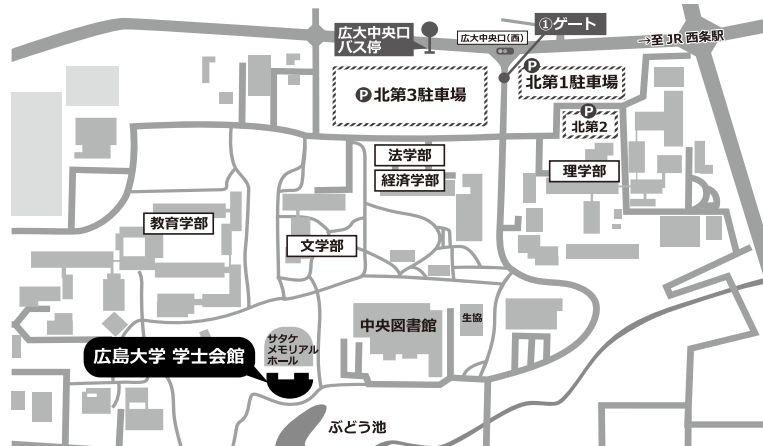 広大中央口
バス停
①ゲート
広大中央口(西)
→至JR西条駅
P北第3駐車場
P
北第1駐車場
P
北第2
法学部
経済学部
理学部
教育学部
文学部
中央図書館
生協
サタケ
メモリアル
ホール
広島大学 学士会館
ぶどう池